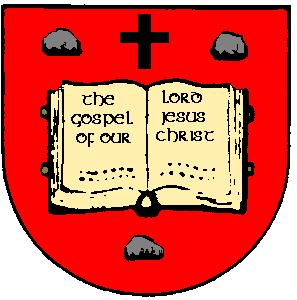 the
gospel
of our
Lord
Jesus
Christ